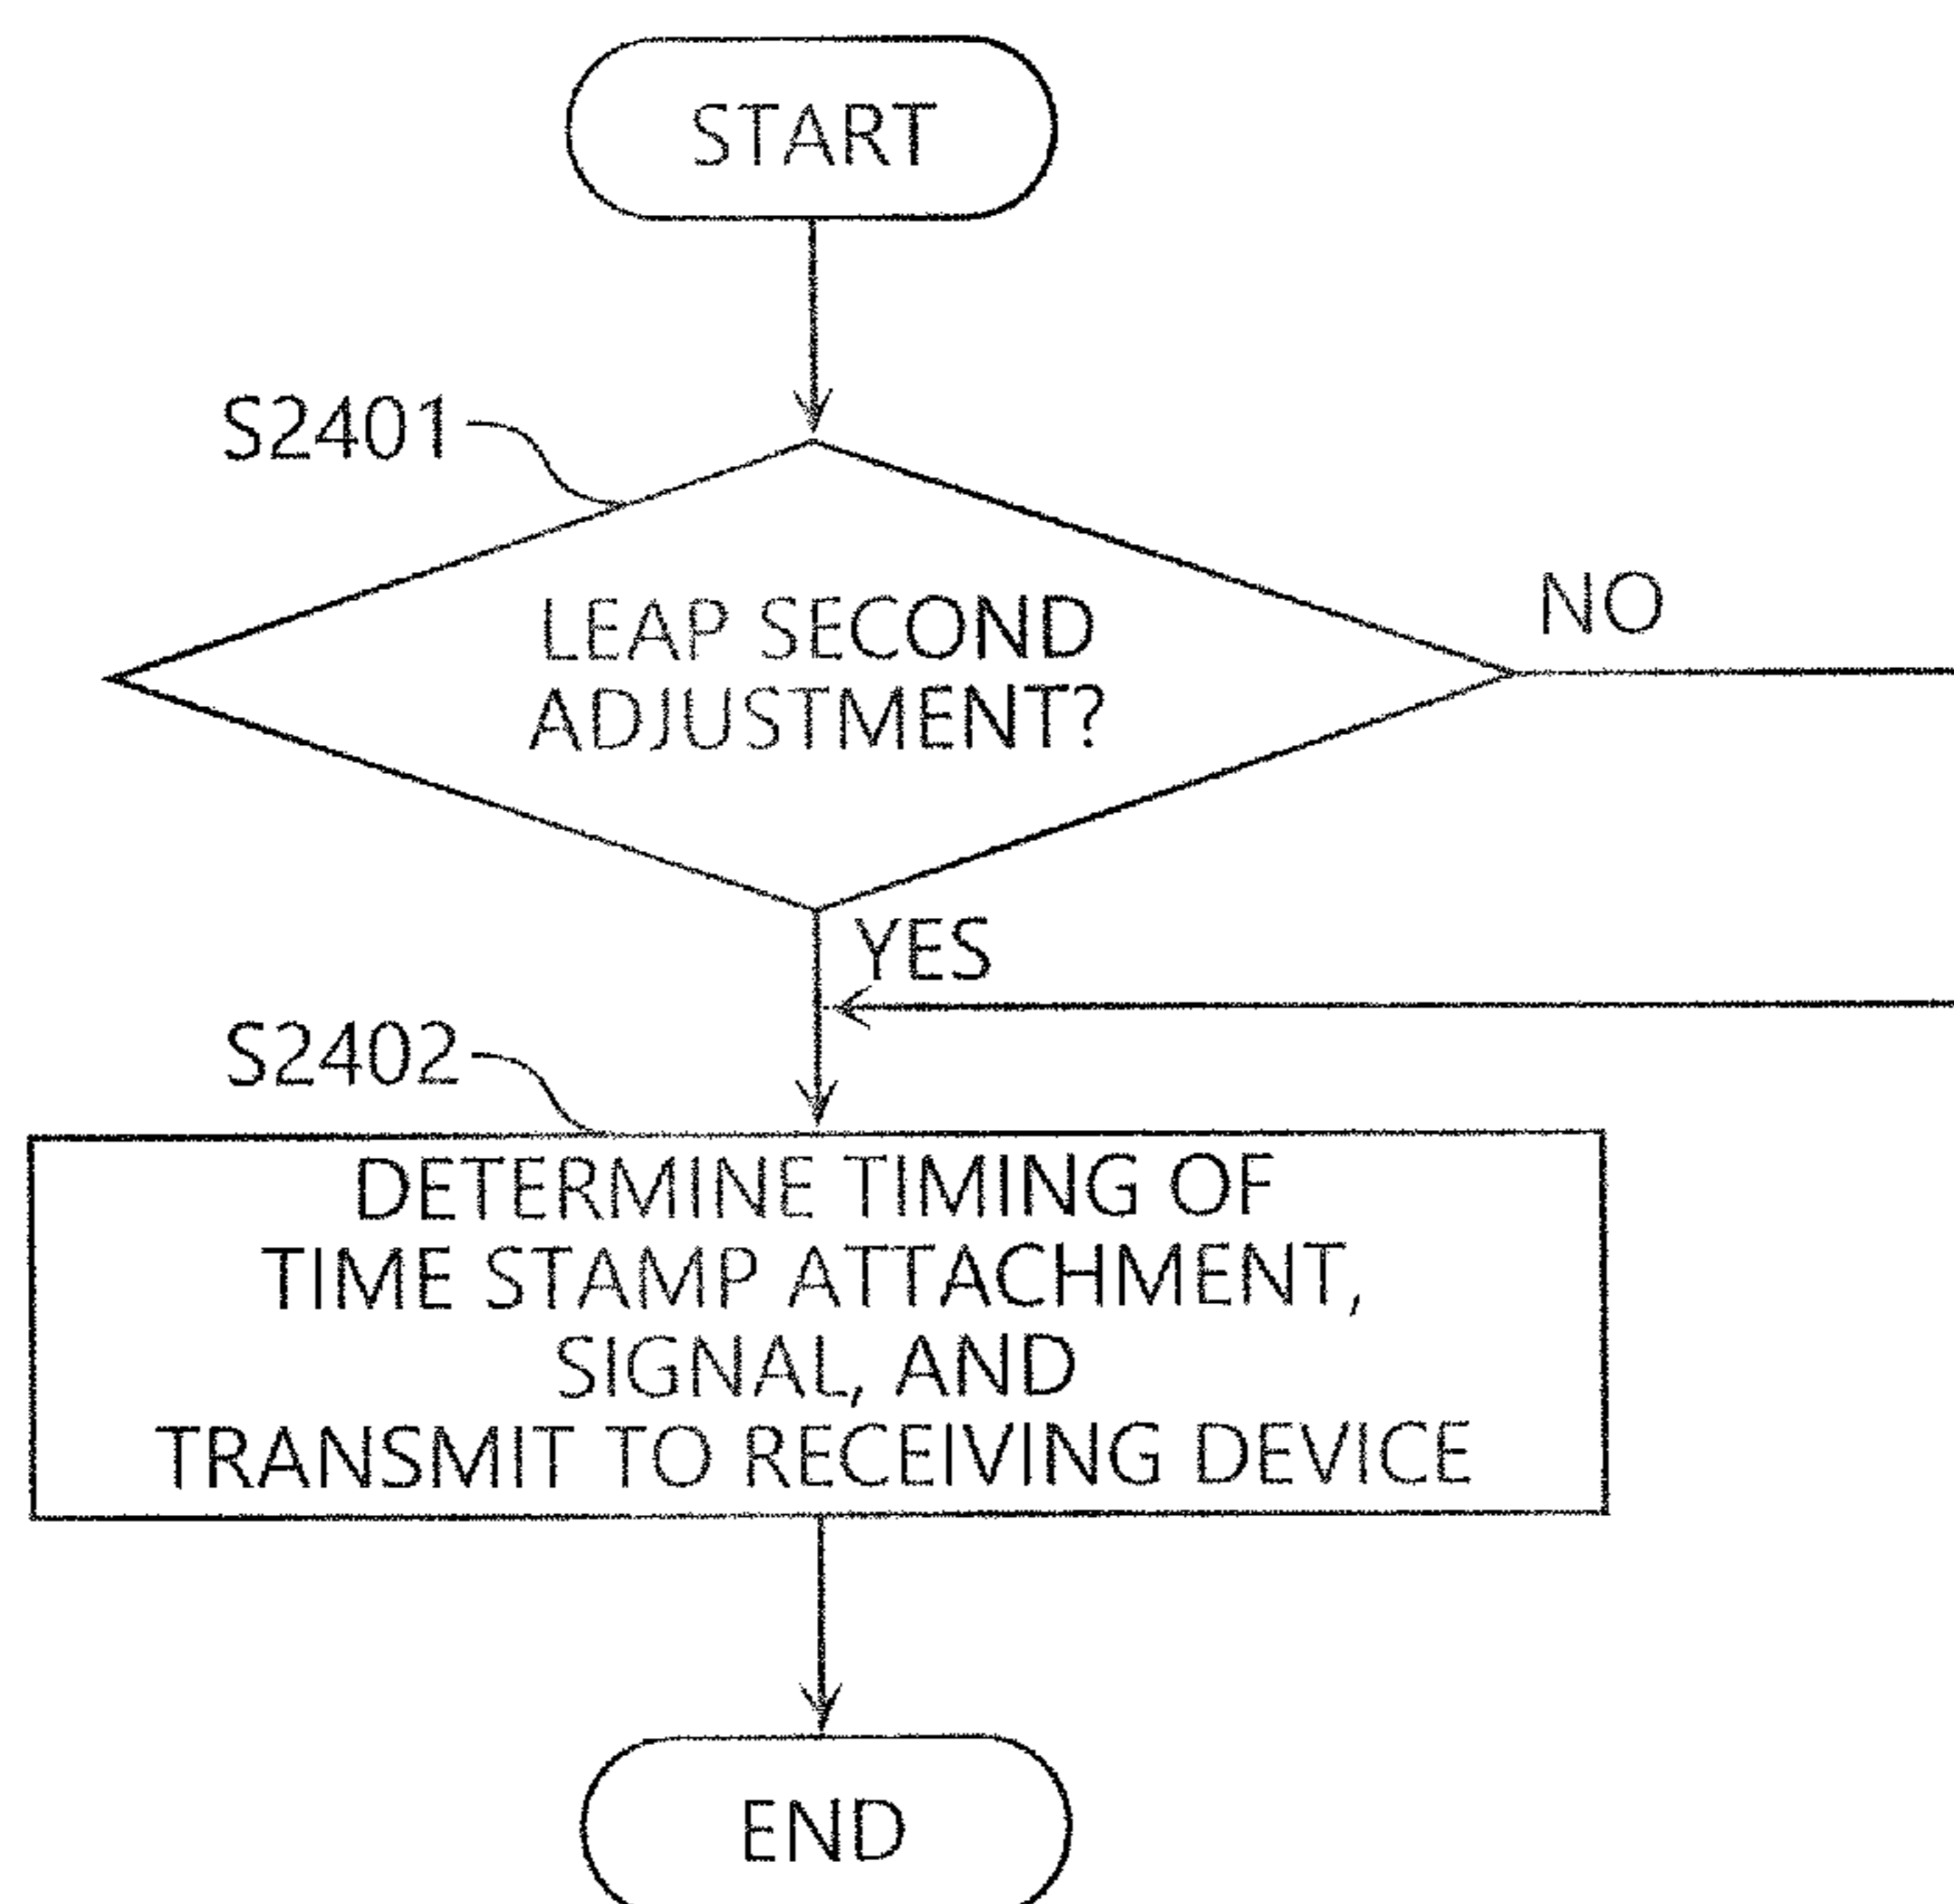 START
S2401
LEAP SECOND
ADJUSTMENT?
NO
YES
S2402
DETERMINE TIMING OF
TIME STAMP ATTACHMENT,
SIGNAL, AND
TRANSMIT TO RECEIVING DEVICE
END